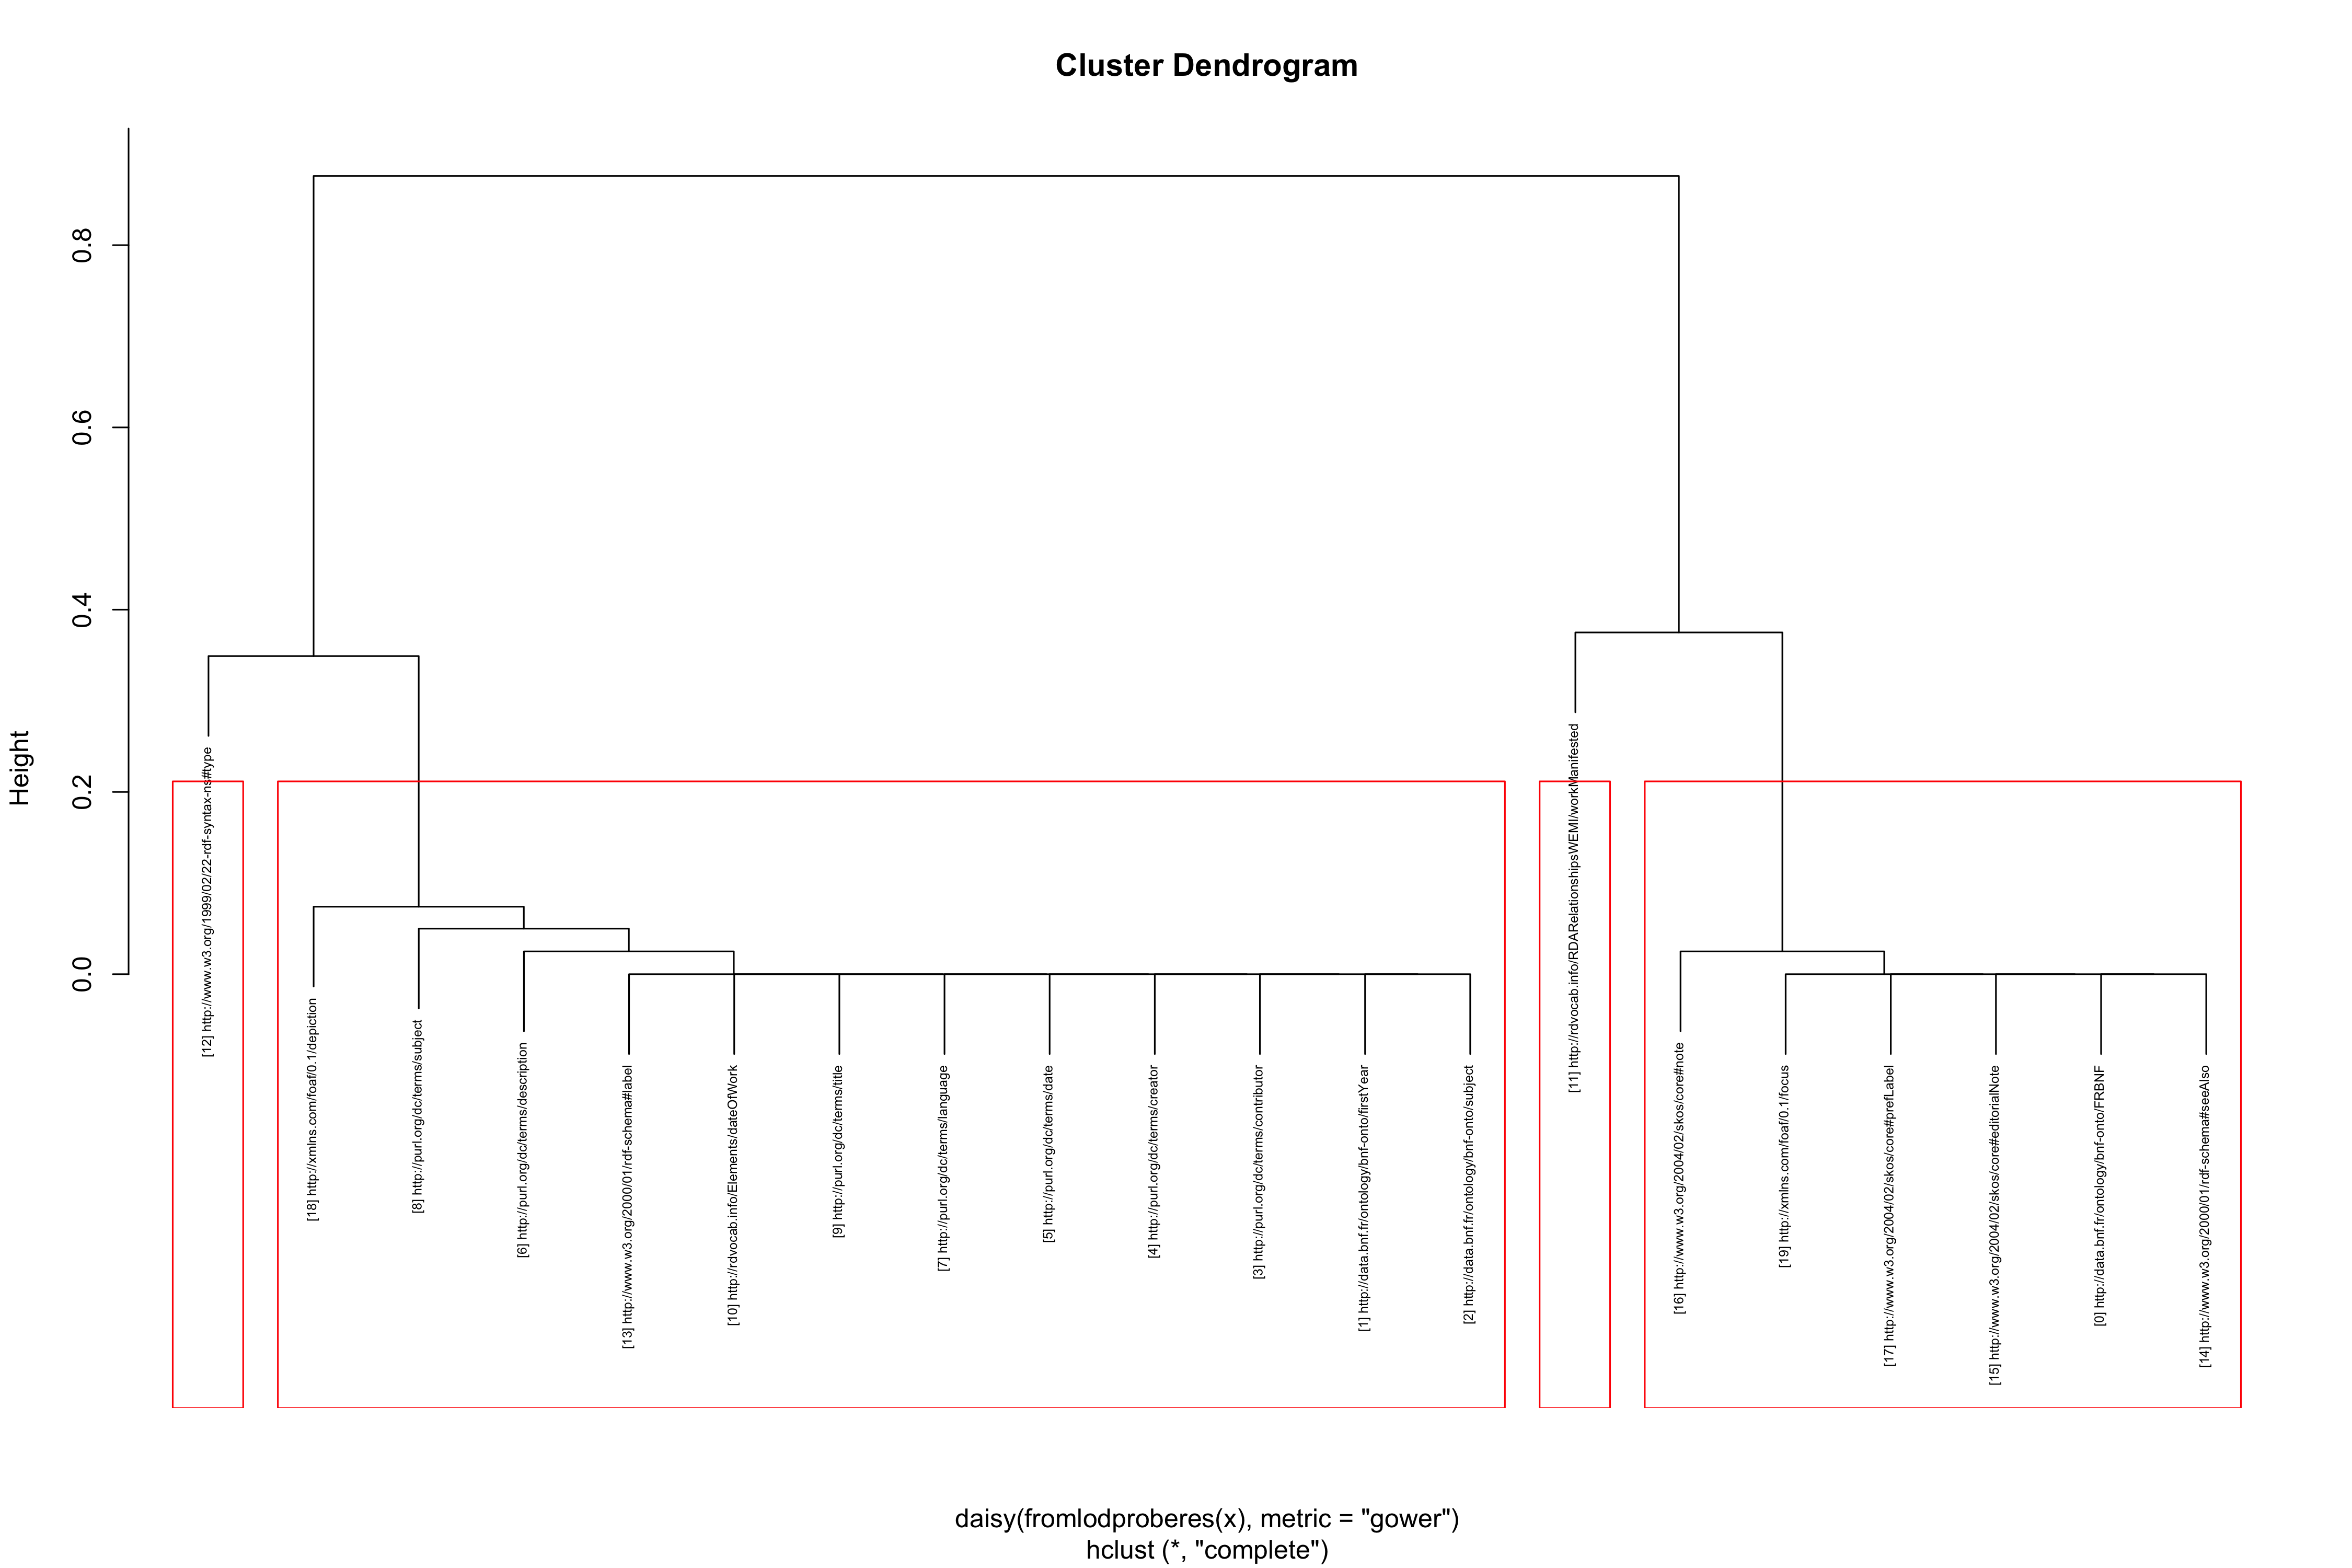 Cluster Dendrogram
Height
0.8
0.6
0.4
0.2
0.0
[12] http://www.w3.org/1999/02/22-rdf-syntax-ns#type
[18] http://xmlns.com/foaf/0.1/depiction
[8] http://purl.org/dc/terms/subject
[6] http://purl.org/dc/terms/description
[13] http://www.w3.org/2000/01/rdf-schema#label
[10] http://rdvocab.info/Elements/dateOfWork
[9] http://purl.org/dc/terms/title
[7] http://purl.org/dc/terms/language
[5] http://purl.org/dc/terms/date
[4] http://purl.org/dc/terms/creator
[3] http://purl.org/dc/terms/contributor
[1] http://data.bnf.fr/ontology/bnf-onto/firstYear
[2] http://data.bnf.fr/ontology/bnf-onto/subject
[11] http://rdvocab.info/RDARelationshipsWEMI/workManifested
[16] http://www.w3.org/2004/02/skos/core#note
[19] http://xmlns.com/foaf/0.1/focus
[17] http://www.w3.org/2004/02/skos/core#prefLabel
[15] http://www.w3.org/2004/02/skos/core#editorialNote
[0] http://data.bnf.fr/ontology/bnf-onto/FRBNF
[14] http://www.w3.org/2000/01/rdf-schema#seeAlso
daisy(fromlodproberes(x), metric = "gower")
hclust (*, "complete")